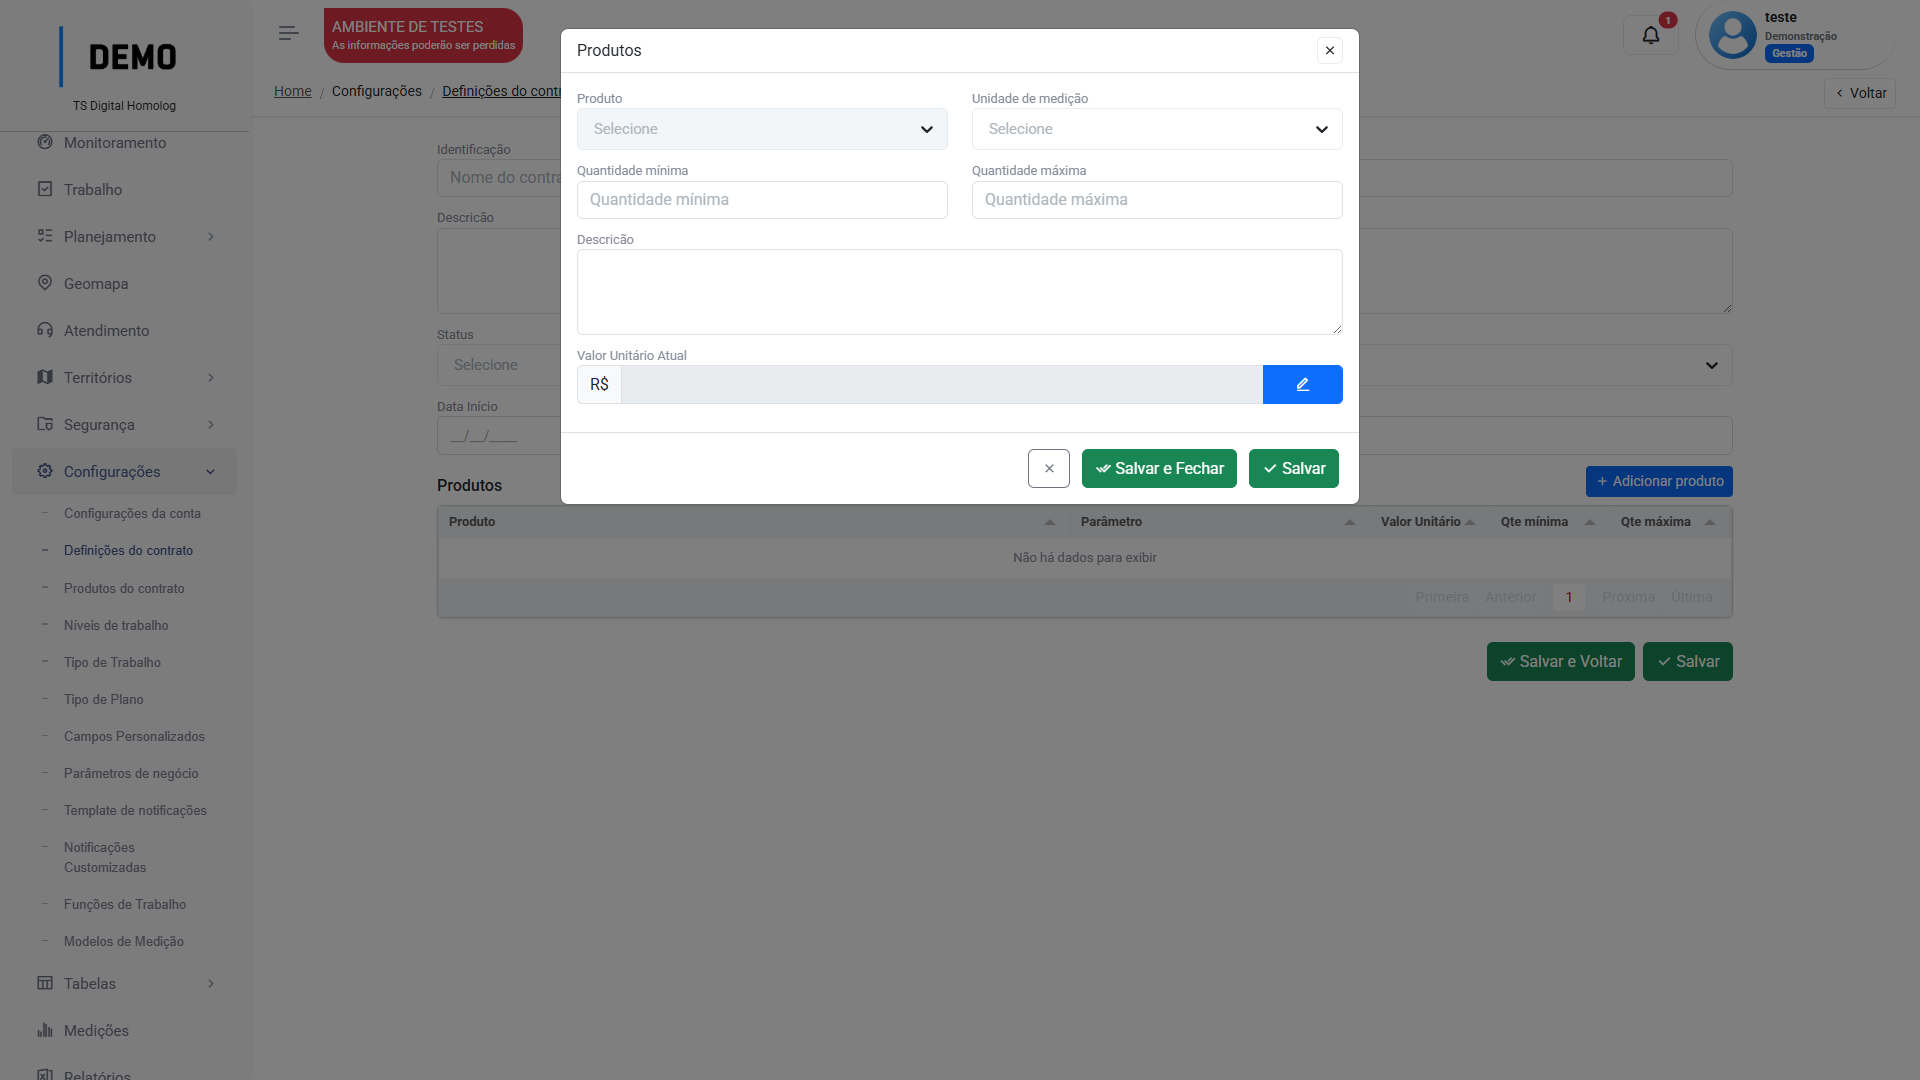 DEMO
TS Digital Homolog
Monitoramento
Trabalho
Planejamento
Geomapa
Atendimento
Territórios
Segurança
Configurações
Configurações da conta
Definições do contrato
Produtos do contrato
Níveis de trabalho
Tipo de Trabalho
Tipo de Plano
Campos Personalizados
Parâmetros de negócio
Template de notificações
Notificações
Customizadas
Funções de Trabalho
Modelos de Medição
Tabelas
Medições
Relatórios
AMBIENTE DE TESTES
As informações poderão ser perdidas
1
teste
Demonstração
Gestão
Home / Configurações / Definições do contr
Voltar
Identificação
Nome do contra
Descricão
Status
Selecione
Data Início
__/__/____
Produtos
+ Adicionar produto
Produto Parâmetro Valor Unitário Qte mínima Qte máxima
Não há dados para exibir
Primeira Anterior 1 Próxima Última
Salvar e Voltar Salvar
Produtos
Produto Unidade de medição
Selecione Selecione
Quantidade mínima Quantidade máxima
Quantidade mínima Quantidade máxima
Descricão
Valor Unitário Atual
R$
Salvar e Fechar Salvar